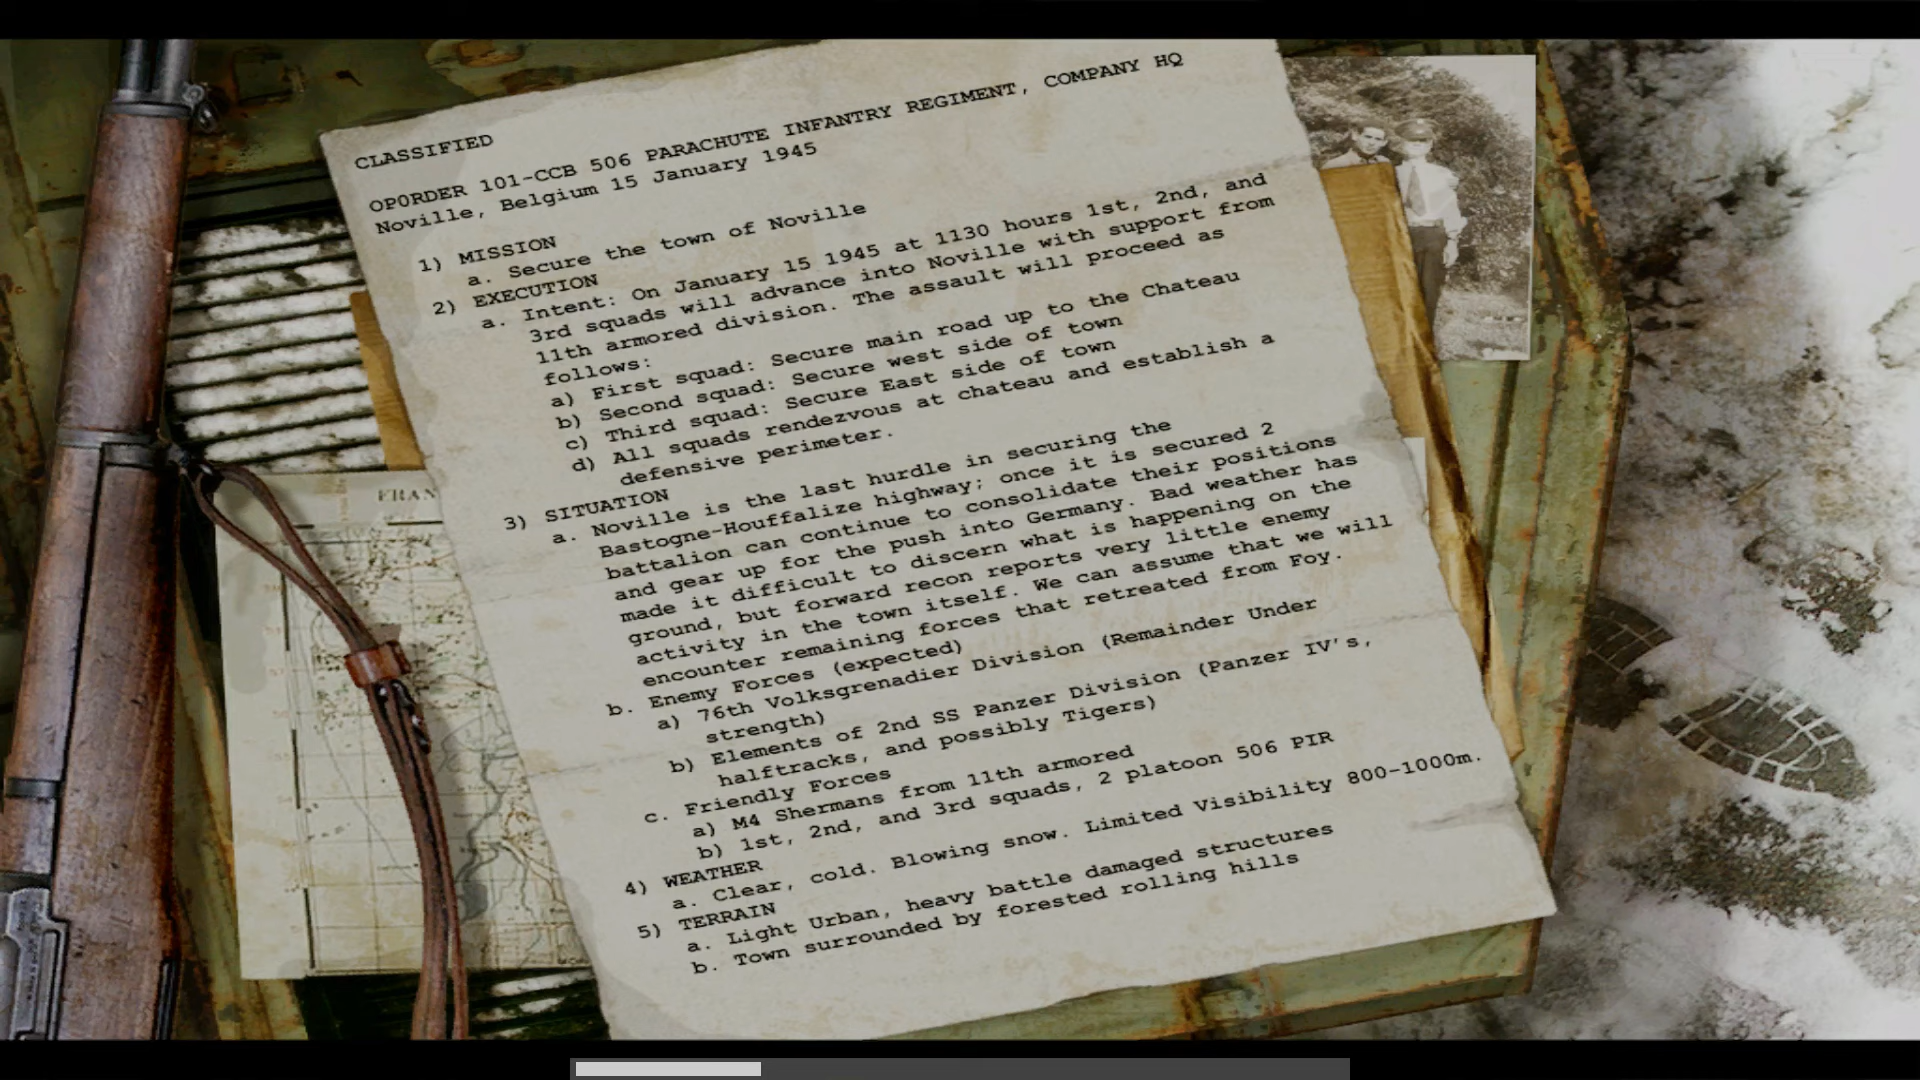 CLASSIFIED
OPORDER 101-CCB 506 PARACHUTE INFANTRY REGIMENT, COMPANY HQ
Noville, Belgium 15 January 1945
1) MISSION
a. Secure the town of Noville
2) EXECUTION
a. Intent: On January 15 1945 at 1130 hours 1st, 2nd, and
3rd squads will advance into Noville with support from
11th armored division. The assault will proceed as
follows:
a) First squad: Secure main road up to the Chateau
b) Second squad: Secure west side of town
c) Third squad: Secure East side of town
d) All squads rendezvous at chateau and establish a
defensive perimeter.
3) SITUATION
a. Noville is the last hurdle in securing the
Bastogne-Houffalize highway; once it is secured 2
battalion can continue to consolidate their positions
and gear up for the push into Germany. Bad weather has
made it difficult to discern what is happening on the
ground, but forward recon reports very little enemy
activity in the town itself. We can assume that we will
encounter remaining forces that retreated from Foy.
b. Enemy Forces (expected)
a) 76th Volksgrenadier Division (Remainder Under
strength)
b) Elements of 2nd SS Panzer Division (Panzer IV's,
halftracks, and possibly Tigers)
c. Friendly Forces
a) M4 Shermans from 11th armored
b) 1st, 2nd, and 3rd squads, 2 platoon 506 PIR
4) WEATHER
a. Clear, cold. Blowing snow. Limited Visibility 800-1000m.
5) TERRAIN
a. Light Urban, heavy battle damaged structures
b. Town surrounded by forested rolling hills